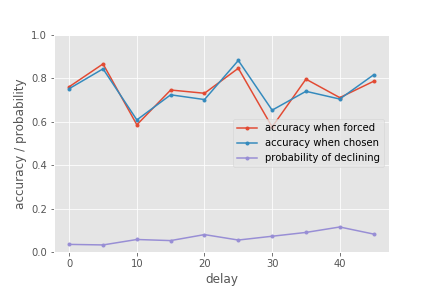 1.0
0.8
0.6
0.4
0.2
0.0
accuracy / probability
accuracy when forced
accuracy when chosen
probability of declining
0 10 20 30 40
delay